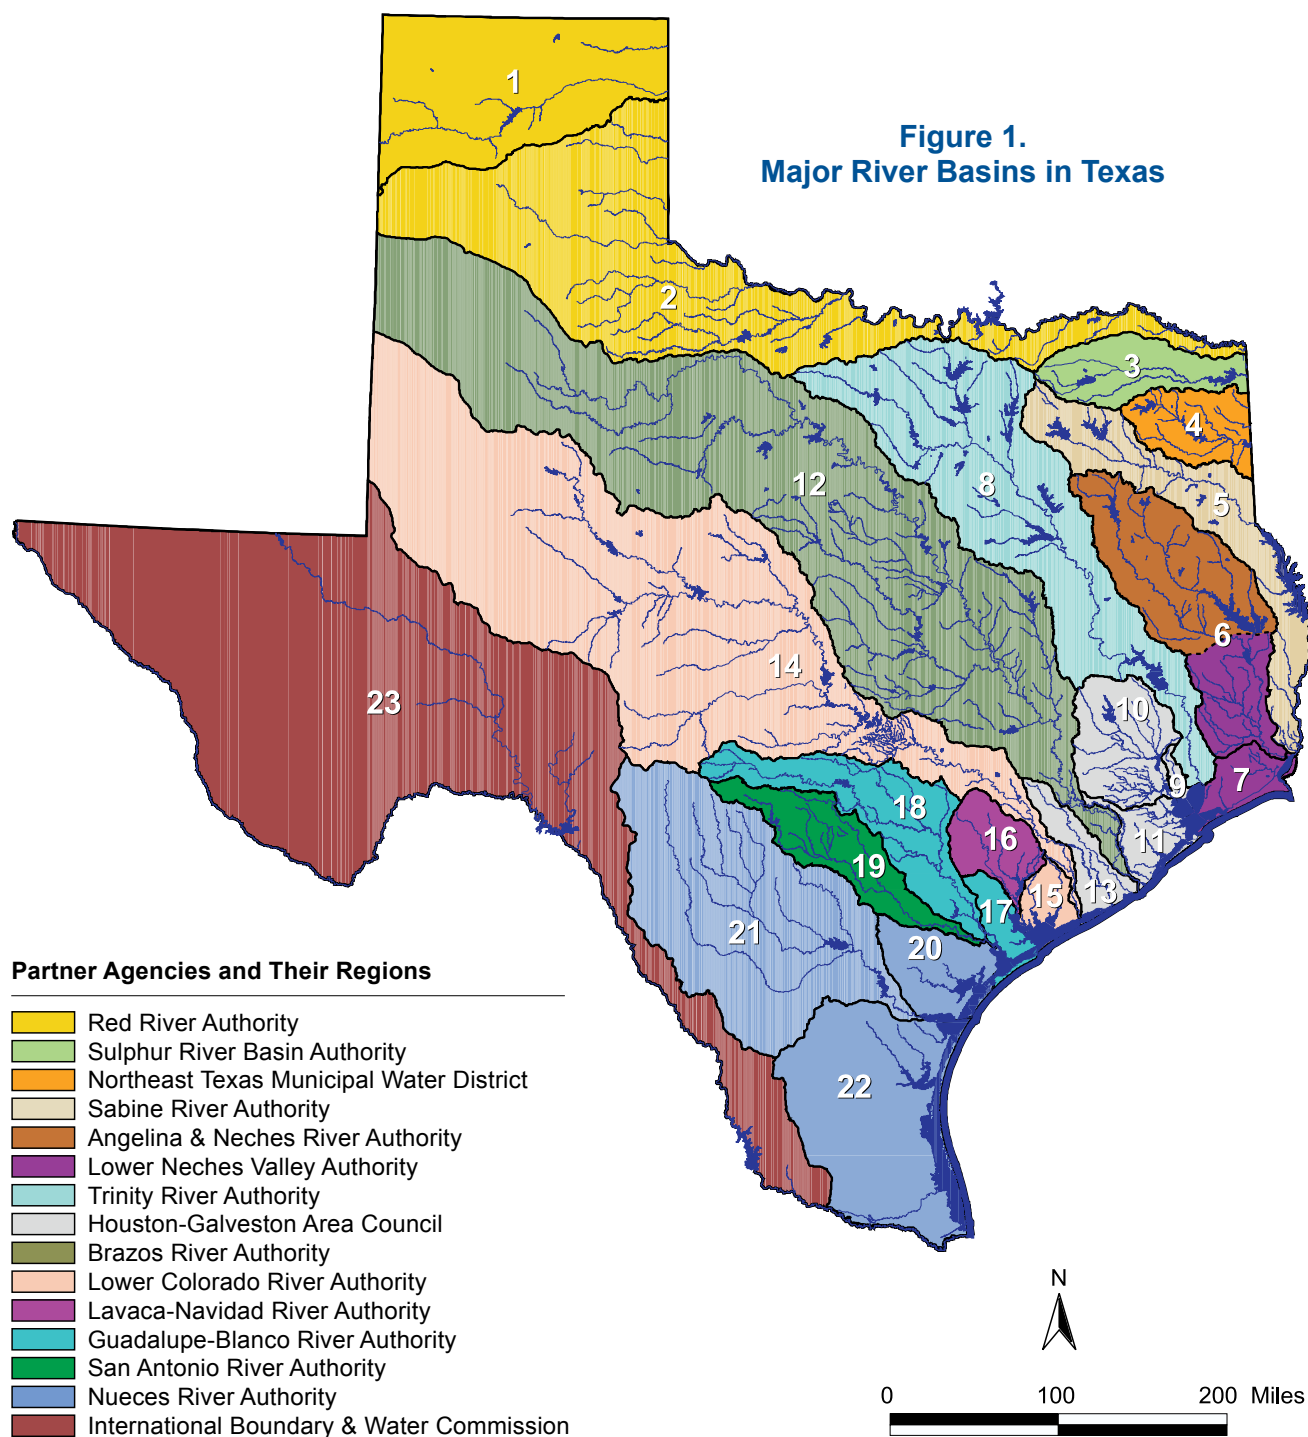 Figure 1.
Major River Basins in Texas
1
2
3
4
5
6
7
8
9
10
11
12
13
14
15
16
17
18
19
20
21
22
23
Partner Agencies and Their Regions
Red River Authority
Sulphur River Basin Authority
Northeast Texas Municipal Water District
Sabine River Authority
Angelina & Neches River Authority
Lower Neches Valley Authority
Trinity River Authority
Houston-Galveston Area Council
Brazos River Authority
Lower Colorado River Authority
Lavaca-Navidad River Authority
Guadalupe-Blanco River Authority
San Antonio River Authority
Nueces River Authority
International Boundary & Water Commission
N
0 100 200 Miles